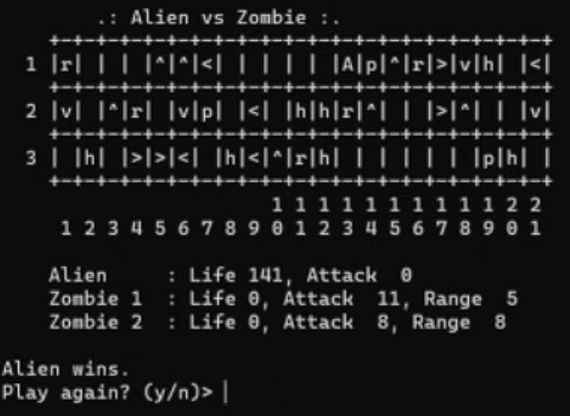 .: Alien vs Zombie :.
+-+-+-+-+-+-+-+-+-+-+-+-+-+-+-+-+-+-+-+-+-+
1 |r| | | |^|^|<| | | | | |A|p|^|r|>|v|h| |<|
+-+-+-+-+-+-+-+-+-+-+-+-+-+-+-+-+-+-+-+-+-+
2 |v| |^|r| |v|p| |<| |h|h|r|^| | |>|^| | |v|
+-+-+-+-+-+-+-+-+-+-+-+-+-+-+-+-+-+-+-+-+-+
3 | |h| |>|>|<| |h|<|^|r|h| | | | | | |p|h| |
+-+-+-+-+-+-+-+-+-+-+-+-+-+-+-+-+-+-+-+-+-+
1 1 1 1 1 1 1 1 1 1 2 2
1 2 3 4 5 6 7 8 9 0 1 2 3 4 5 6 7 8 9 0 1
Alien : Life 141, Attack 0
Zombie 1 : Life 0, Attack 11, Range 5
Zombie 2 : Life 0, Attack 8, Range 8
Alien wins.
Play again? (y/n)>